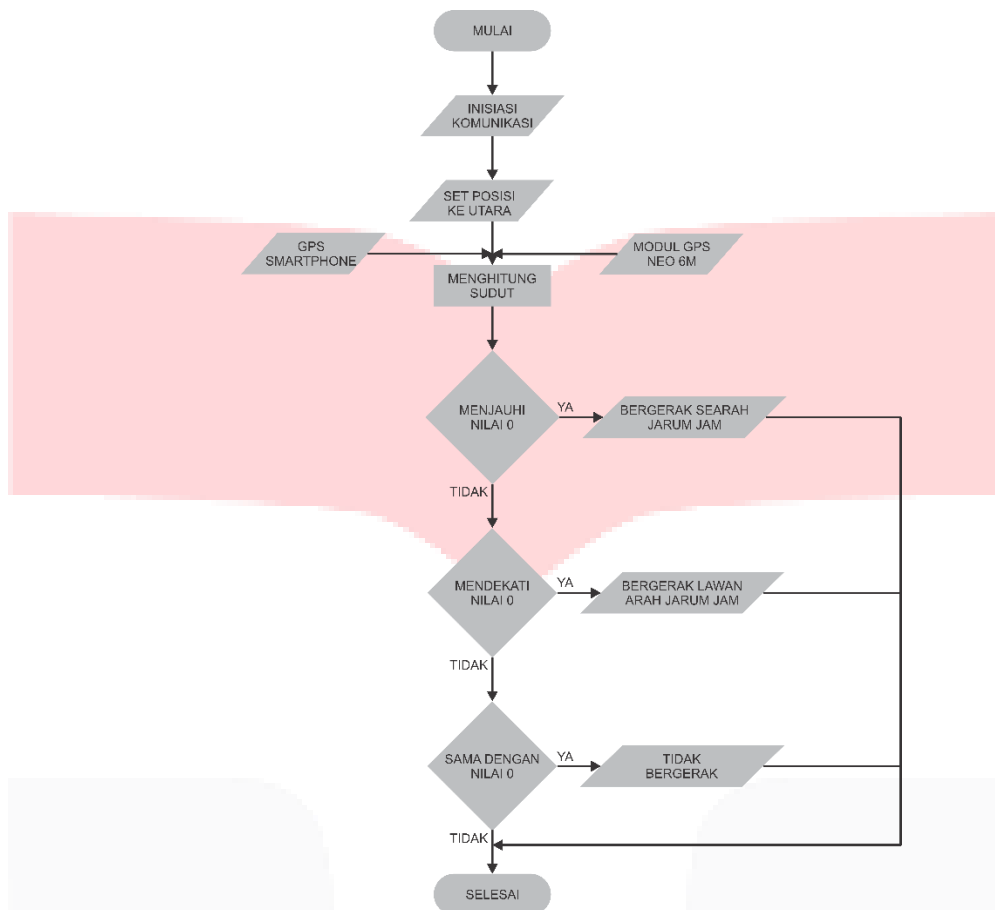 MULAI
INISIASI
KOMUNIKASI
SET POSISI
KE UTARA
GPS
SMARTPHONE
MODUL GPS
NEO 6M
MENGHITUNG
SUDUT
MENJAUHI
NILAI 0
YA
BERGERAK SEARAH
JARUM JAM
TIDAK
MENDEKATI
NILAI 0
YA
BERGERAK LAWAN
ARAH JARUM JAM
TIDAK
SAMA DENGAN
NILAI 0
YA
TIDAK
BERGERAK
TIDAK
SELESAI